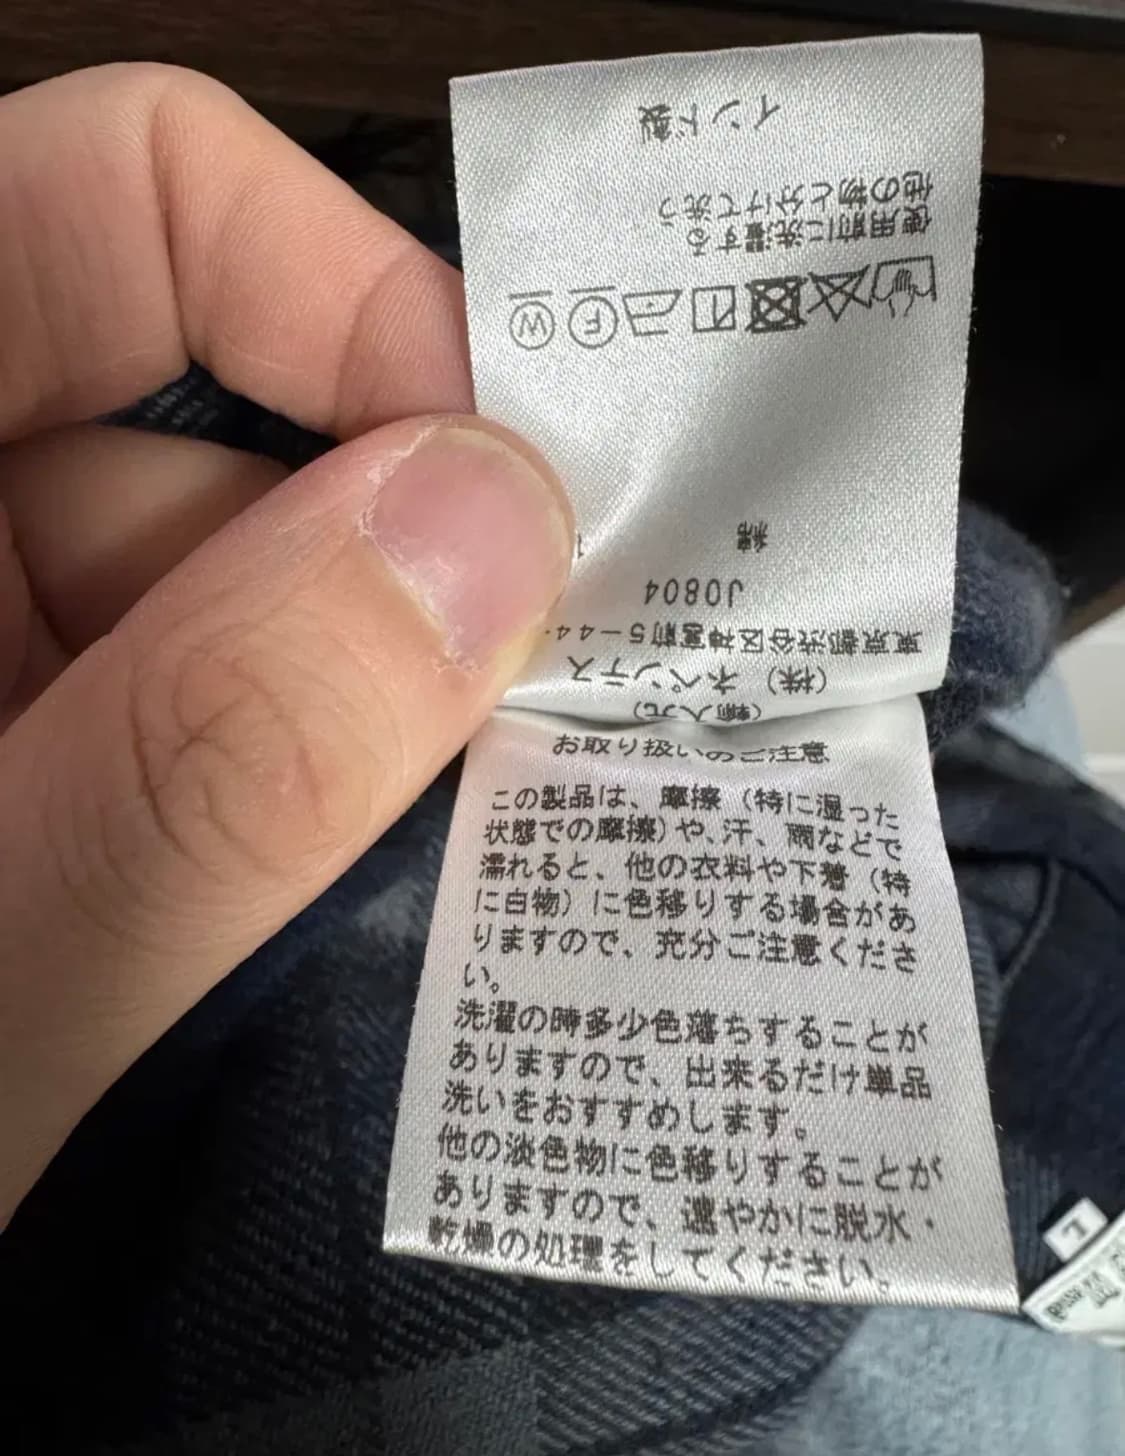 (輸入元)
(株) ネペンテス
東京都渋谷区神宮前5-44-
J0804
綿
W
F
使用前に洗濯する
他の物と分けて洗う
インド製
お取り扱いのご注意
この製品は、摩擦(特に湿った
状態での摩擦)や、汗、雨などで
濡れると、他の衣料や下着(特
に白物)に色移りする場合があ
りますので、充分ご注意くださ
い。
洗濯の時多少色落ちすることが
ありますので、出来るだけ単品
洗いをおすすめします。
他の淡色物に色移りすることが
ありますので、速やかに脱水・
乾燥の処理をしてください。
L